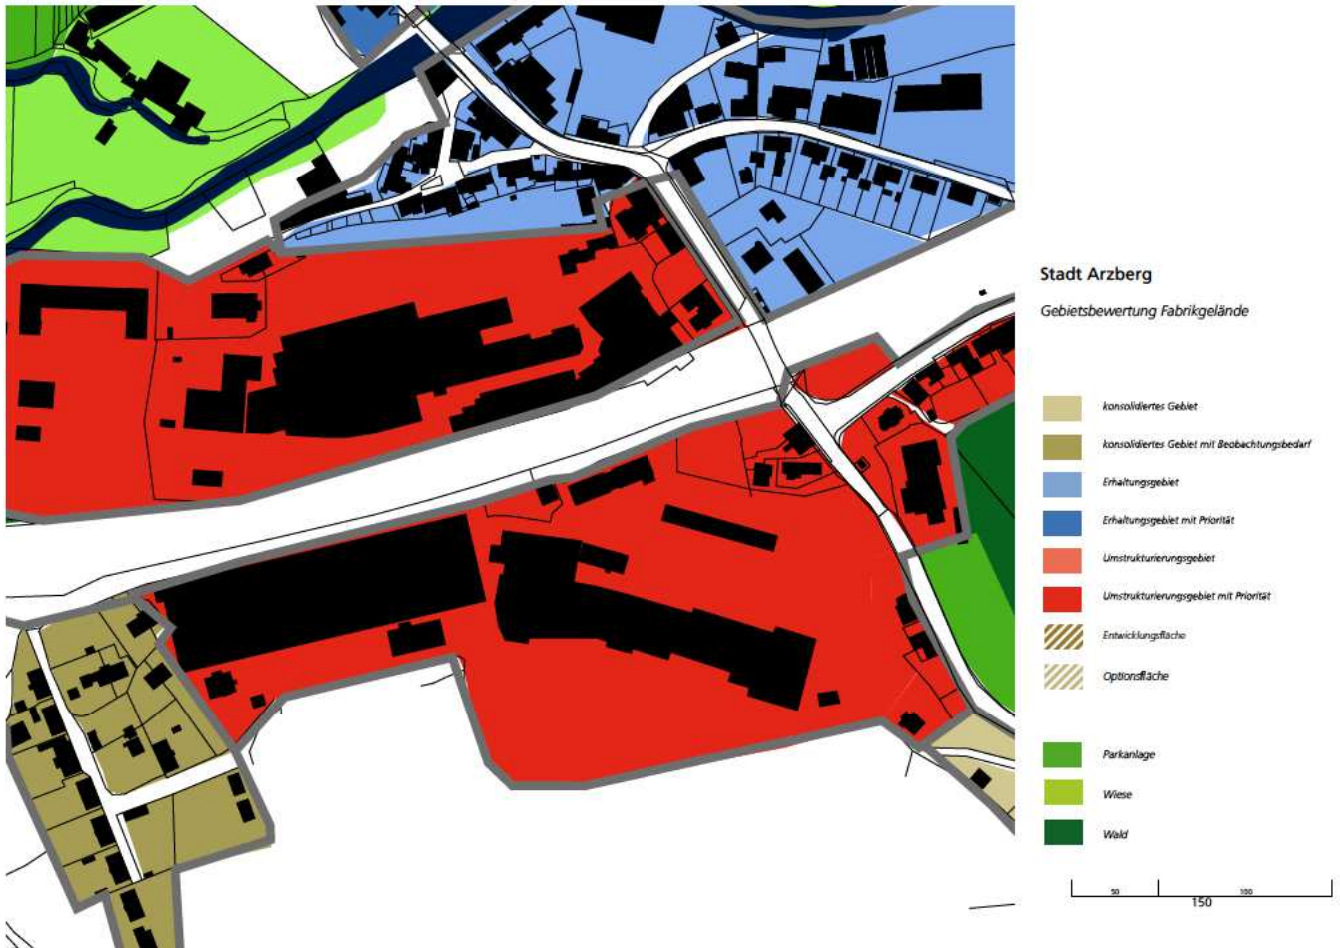 Stadt Arzberg
Gebietsbewertung Fabrikgelände
konsolidiertes Gebiet
konsolidiertes Gebiet mit Beobachtungsbedarf
Erhaltungsgebiet
Erhaltungsgebiet mit Priorität
Umstrukturierungsgebiet
Umstrukturierungsgebiet mit Priorität
Entwicklungsfläche
Optionsfläche
Parkanlage
Wiese
Wald
50 100
150